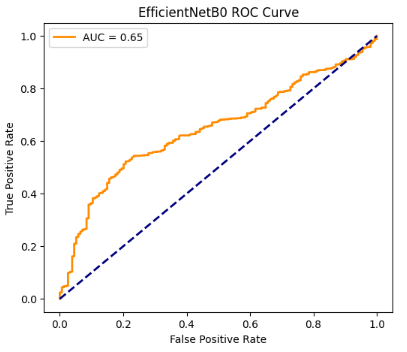 EfficientNetB0 ROC Curve
AUC = 0.65
True Positive Rate
1.0
0.8
0.6
0.4
0.2
0.0
0.0 0.2 0.4 0.6 0.8 1.0
False Positive Rate